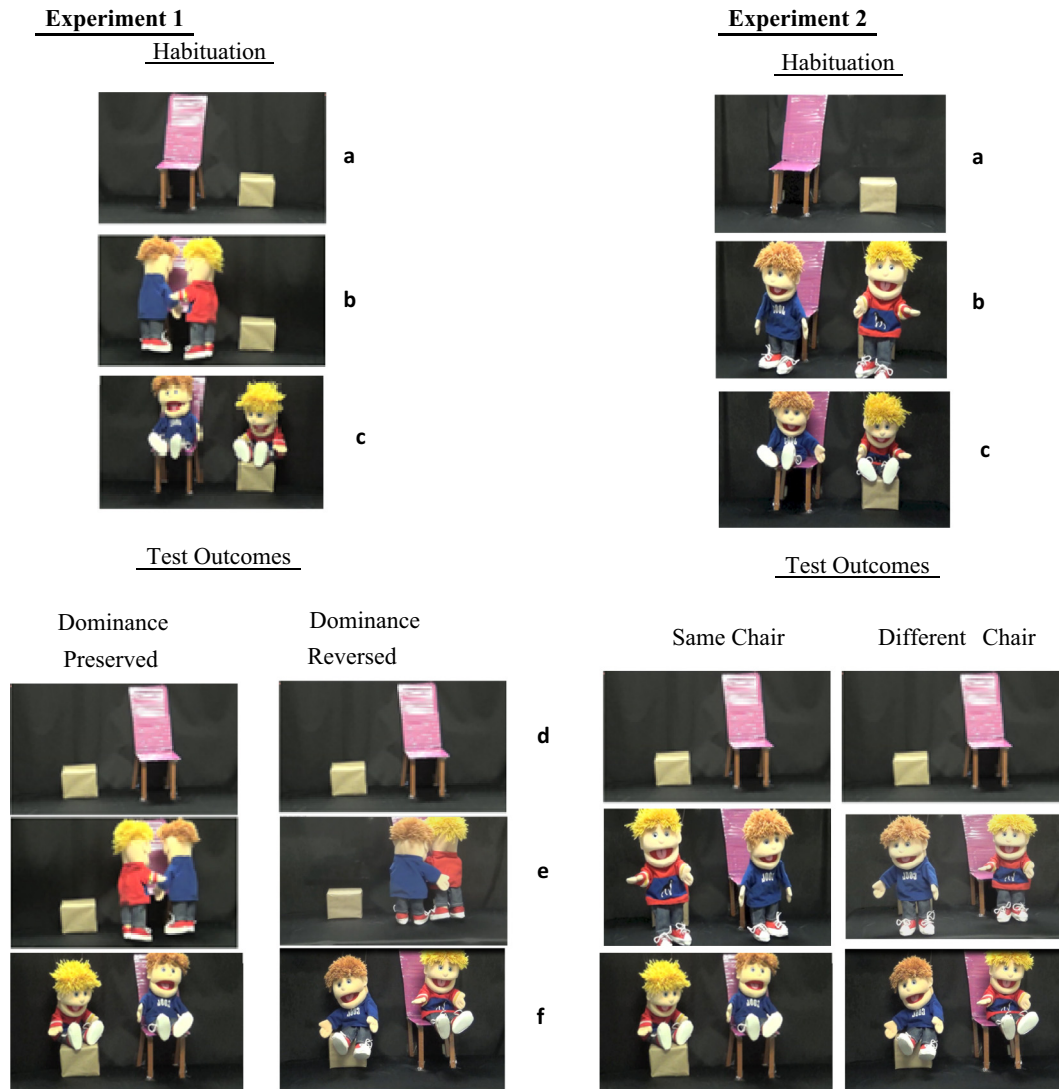 Experiment 1
Habituation
a
b
c
Test Outcomes
Dominance
Preserved
Dominance
Reversed
d
e
f
Experiment 2
Habituation
a
b
c
Test Outcomes
Same Chair
Different Chair